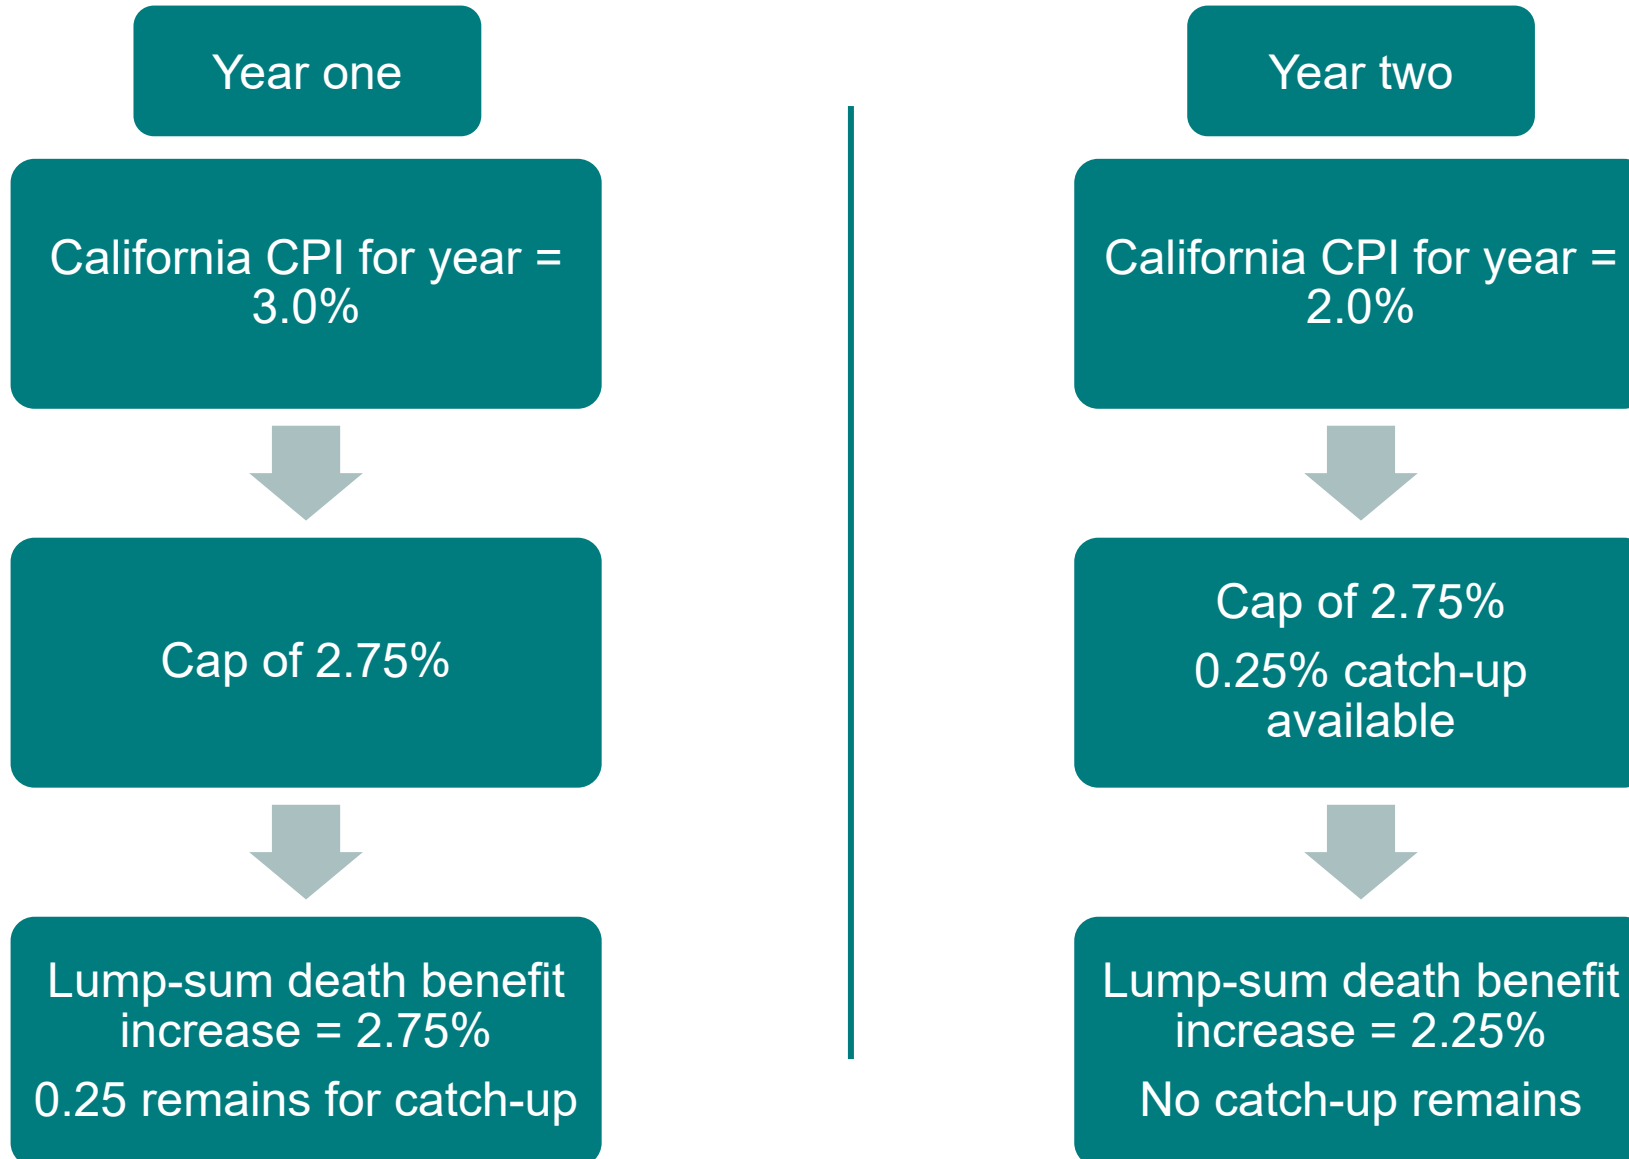 Year one
California CPI for year =
3.0%
Cap of 2.75%
Lump-sum death benefit
increase = 2.75%
0.25 remains for catch-up
Year two
California CPI for year =
2.0%
Cap of 2.75%
0.25% catch-up
available
Lump-sum death benefit
increase = 2.25%
No catch-up remains